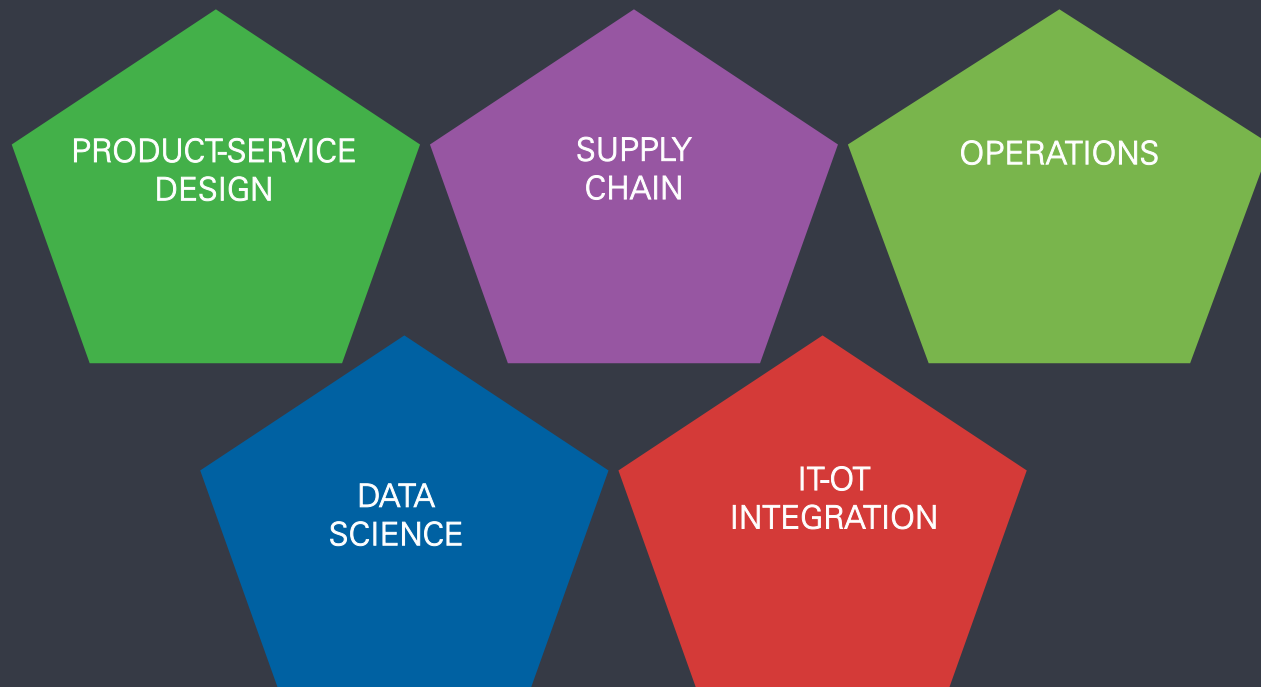 PRODUCT-SERVICE
DESIGN
SUPPLY
CHAIN
OPERATIONS
DATA
SCIENCE
IT-OT
INTEGRATION